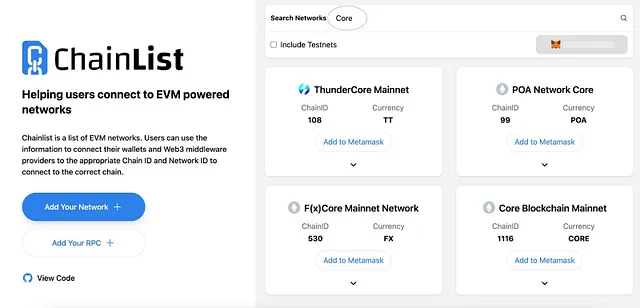 ChainList
Helping users connect to EVM powered
networks
Chainlist is a list of EVM networks. Users can use the
information to connect their wallets and Web3 middleware
providers to the appropriate Chain ID and Network ID to
connect to the correct chain.
Add Your Network +
Add Your RPC +
View Code
Search Networks Core
Include Testnets
ThunderCore Mainnet
ChainID Currency
108 TT
Add to Metamask
POA Network Core
ChainID Currency
99 POA
Add to Metamask
F(x)Core Mainnet Network
ChainID Currency
530 FX
Add to Metamask
Core Blockchain Mainnet
ChainID Currency
1116 CORE
Add to Metamask